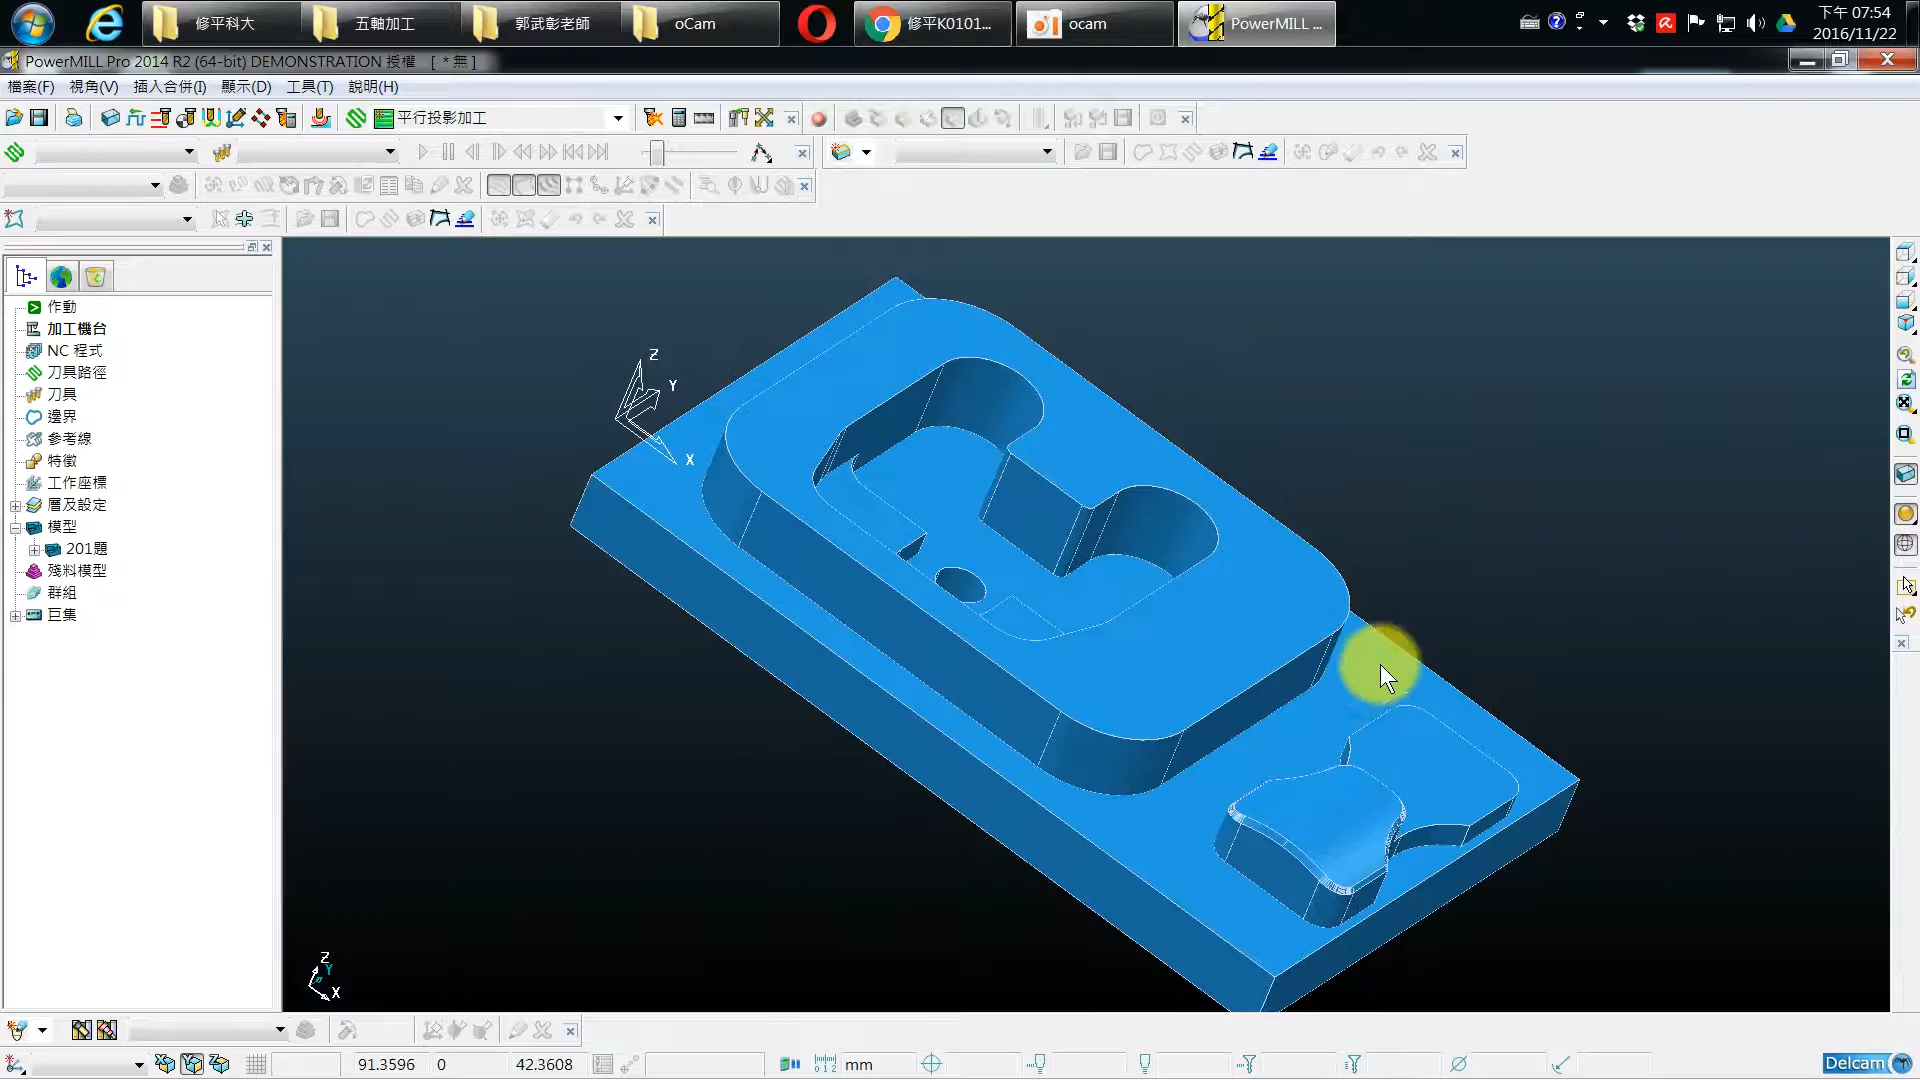 修平科大
五軸加工
郭武彰老師
oCam
修平K0101...
ocam
PowerMILL ...
下午 07:54
2016/11/22
PowerMILL Pro 2014 R2 (64-bit) DEMONSTRATION 授權 [ * 無 ]
檔案(F) 視角(V) 插入合併(I) 顯示(D) 工具(T) 說明(H)
平行投影加工
作動
加工機台
NC 程式
刀具路徑
刀具
邊界
參考線
特徵
工作座標
層及設定
模型
201題
殘料模型
群組
巨集
Z
Y
X
Z
Y
X
91.3596 0 42.3608 mm
Delcam